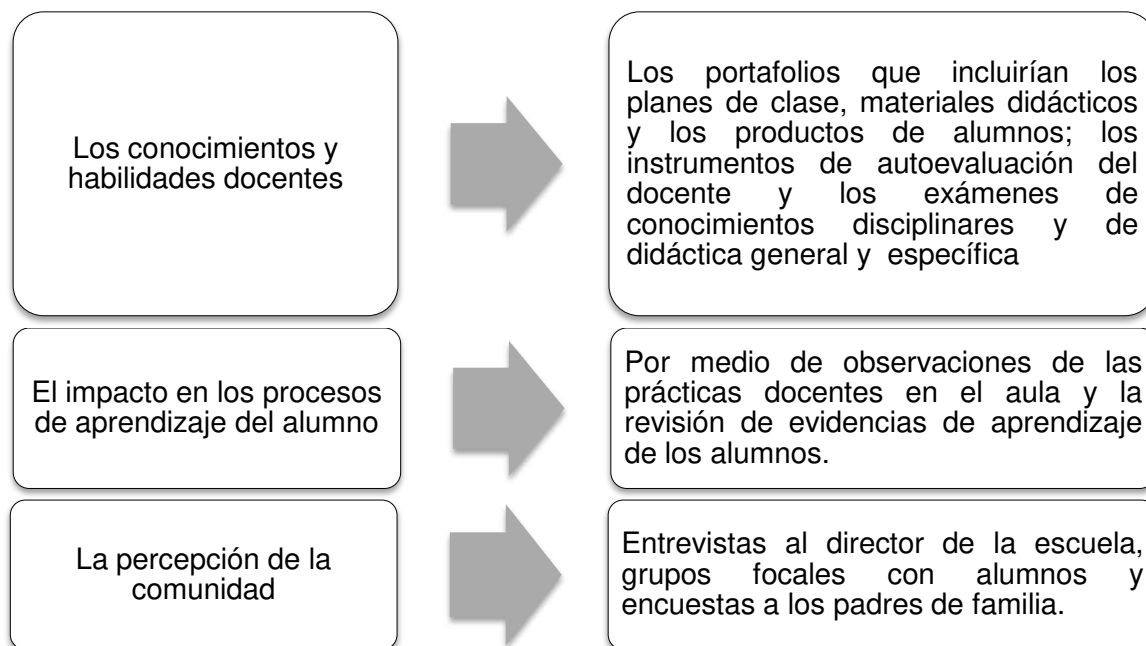 Los conocimientos y
habilidades docentes
Los portafolios que incluirían los
planes de clase, materiales didácticos
y los productos de alumnos; los
instrumentos de autoevaluación del
docente y los exámenes de
conocimientos disciplinares y de
didáctica general y específica
El impacto en los procesos
de aprendizaje del alumno
Por medio de observaciones de las
prácticas docentes en el aula y la
revisión de evidencias de aprendizaje
de los alumnos.
La percepción de la
comunidad
Entrevistas al director de la escuela,
grupos focales con alumnos y
encuestas a los padres de familia.